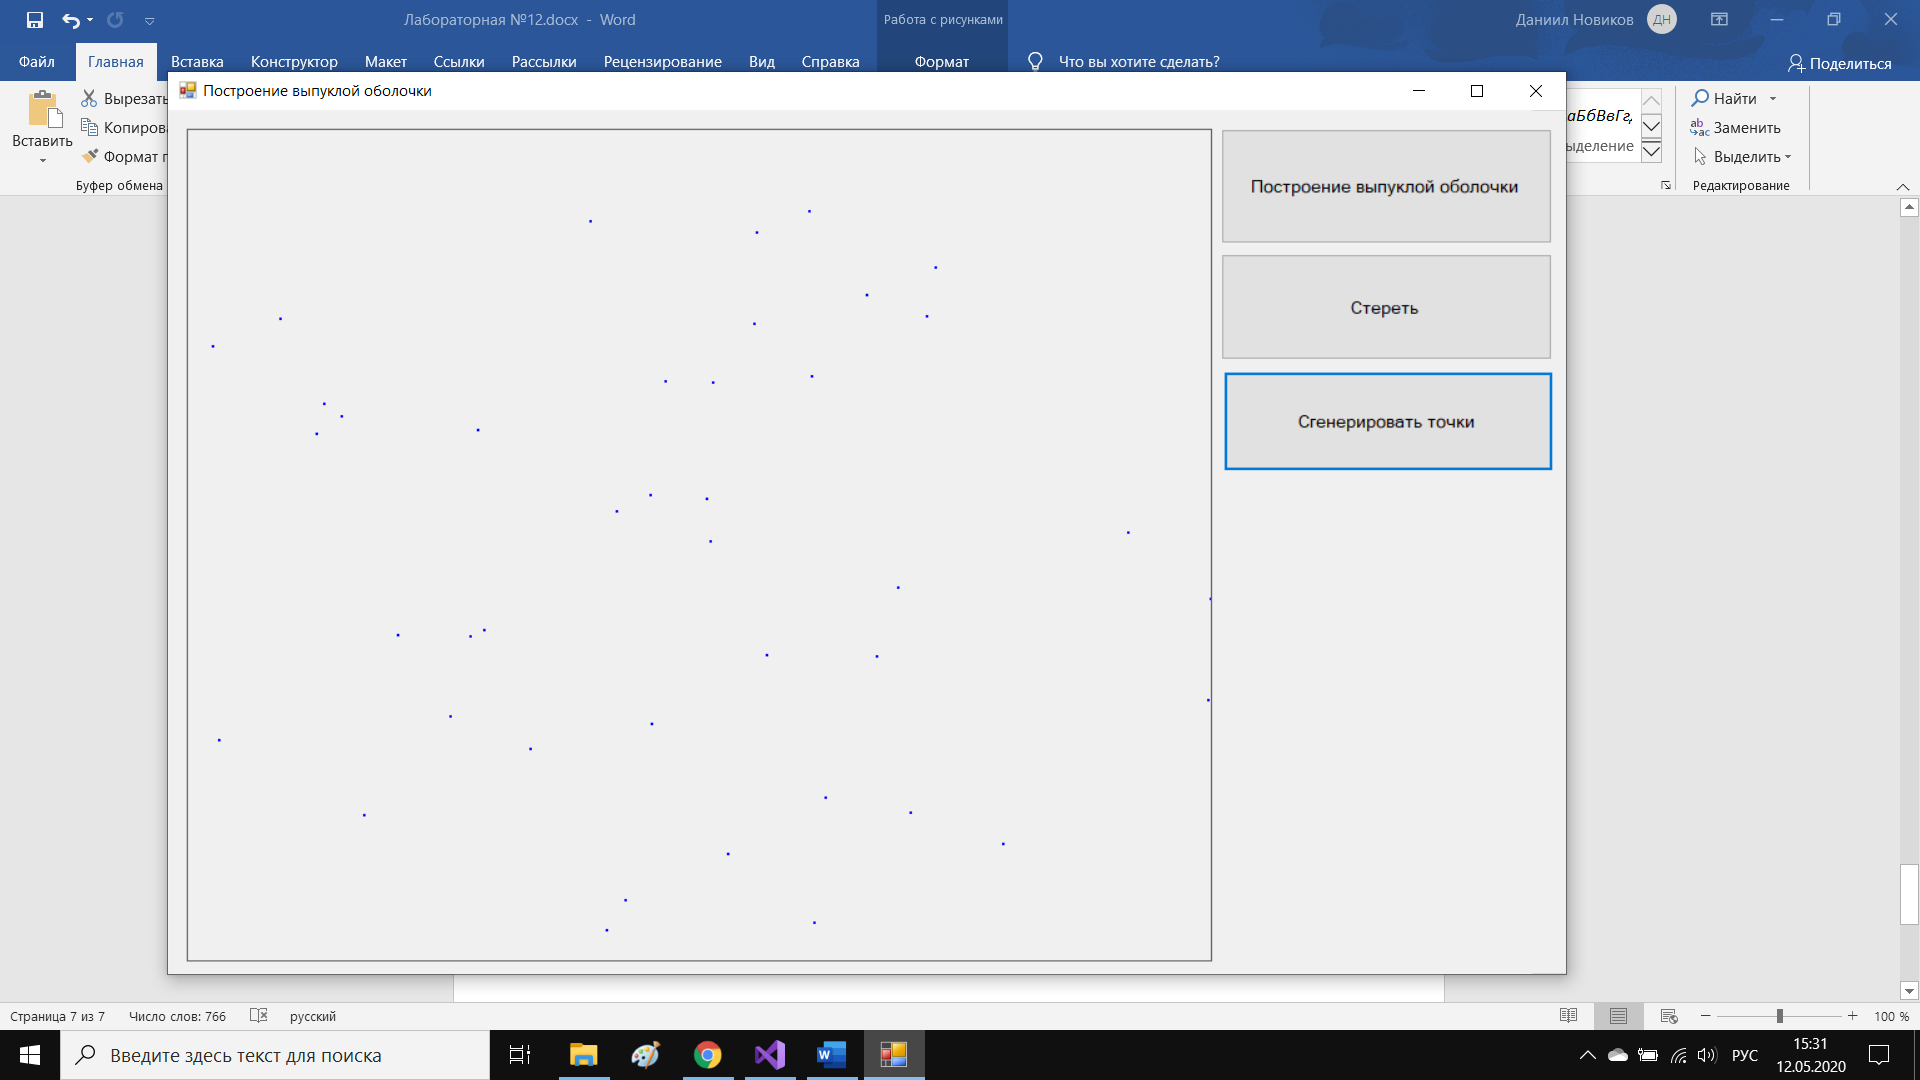 Лабораторная №12.docx - Word
Работа с рисунками
Даниил Новиков
ДН
Файл
Главная
Вставка
Конструктор
Макет
Ссылки
Рассылки
Рецензирование
Вид
Справка
Формат
Что вы хотите сделать?
Поделиться
Вставить
Вырезать
Формат
Буфер обмена
Найти
Заменить
Выделить
Редактирование
Построение выпуклой оболочки
Построение выпуклой оболочки
Стереть
Сгенерировать точки
Страница 7 из 7
Число слов: 766
русский
100 %
Введите здесь текст для поиска
РУС
15:31
12.05.2020